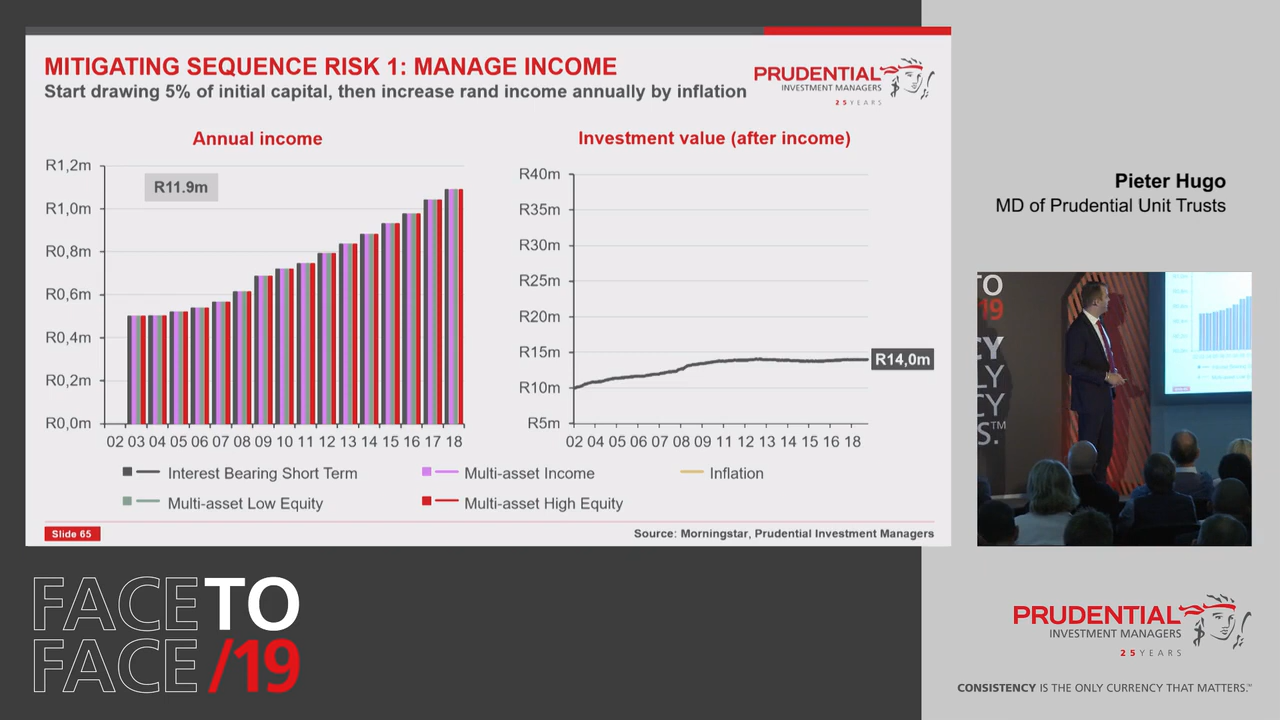 MITIGATING SEQUENCE RISK 1: MANAGE INCOME
Start drawing 5% of initial capital, then increase rand income annually by inflation
PRUDENTIAL
INVESTMENT MANAGERS
25 YEARS
Annual income
R1,2m
R1,0m
R0,8m
R0,6m
R0,4m
R0,2m
R0,0m
R11.9m
02 03 04 05 06 07 08 09 10 11 12 13 14 15 16 17 18
Investment value (after income)
R40m
R35m
R30m
R25m
R20m
R15m
R10m
R5m
R14,0m
02 04 05 06 07 08 09 10 11 12 13 14 15 16 18
Interest Bearing Short Term
Multi-asset Income
Inflation
Multi-asset Low Equity
Multi-asset High Equity
Slide 65
Source: Morningstar, Prudential Investment Managers
Pieter Hugo
MD of Prudential Unit Trusts
TO
19
CY
LY
CY
S.™
FACETO
FACE/19
PRUDENTIAL
INVESTMENT MANAGERS
25 YEARS
CONSISTENCY IS THE ONLY CURRENCY THAT MATTERS.™